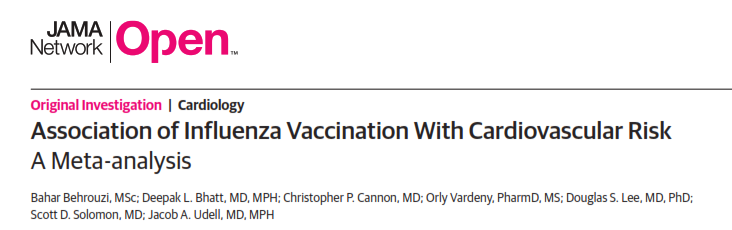 JAMA
Network Open™
Original Investigation | Cardiology
Association of Influenza Vaccination With Cardiovascular Risk
A Meta-analysis
Bahar Behrouzi, MSc; Deepak L. Bhatt, MD, MPH; Christopher P. Cannon, MD; Orly Vardeny, PharmD, MS; Douglas S. Lee, MD, PhD;
Scott D. Solomon, MD; Jacob A. Udell, MD, MPH